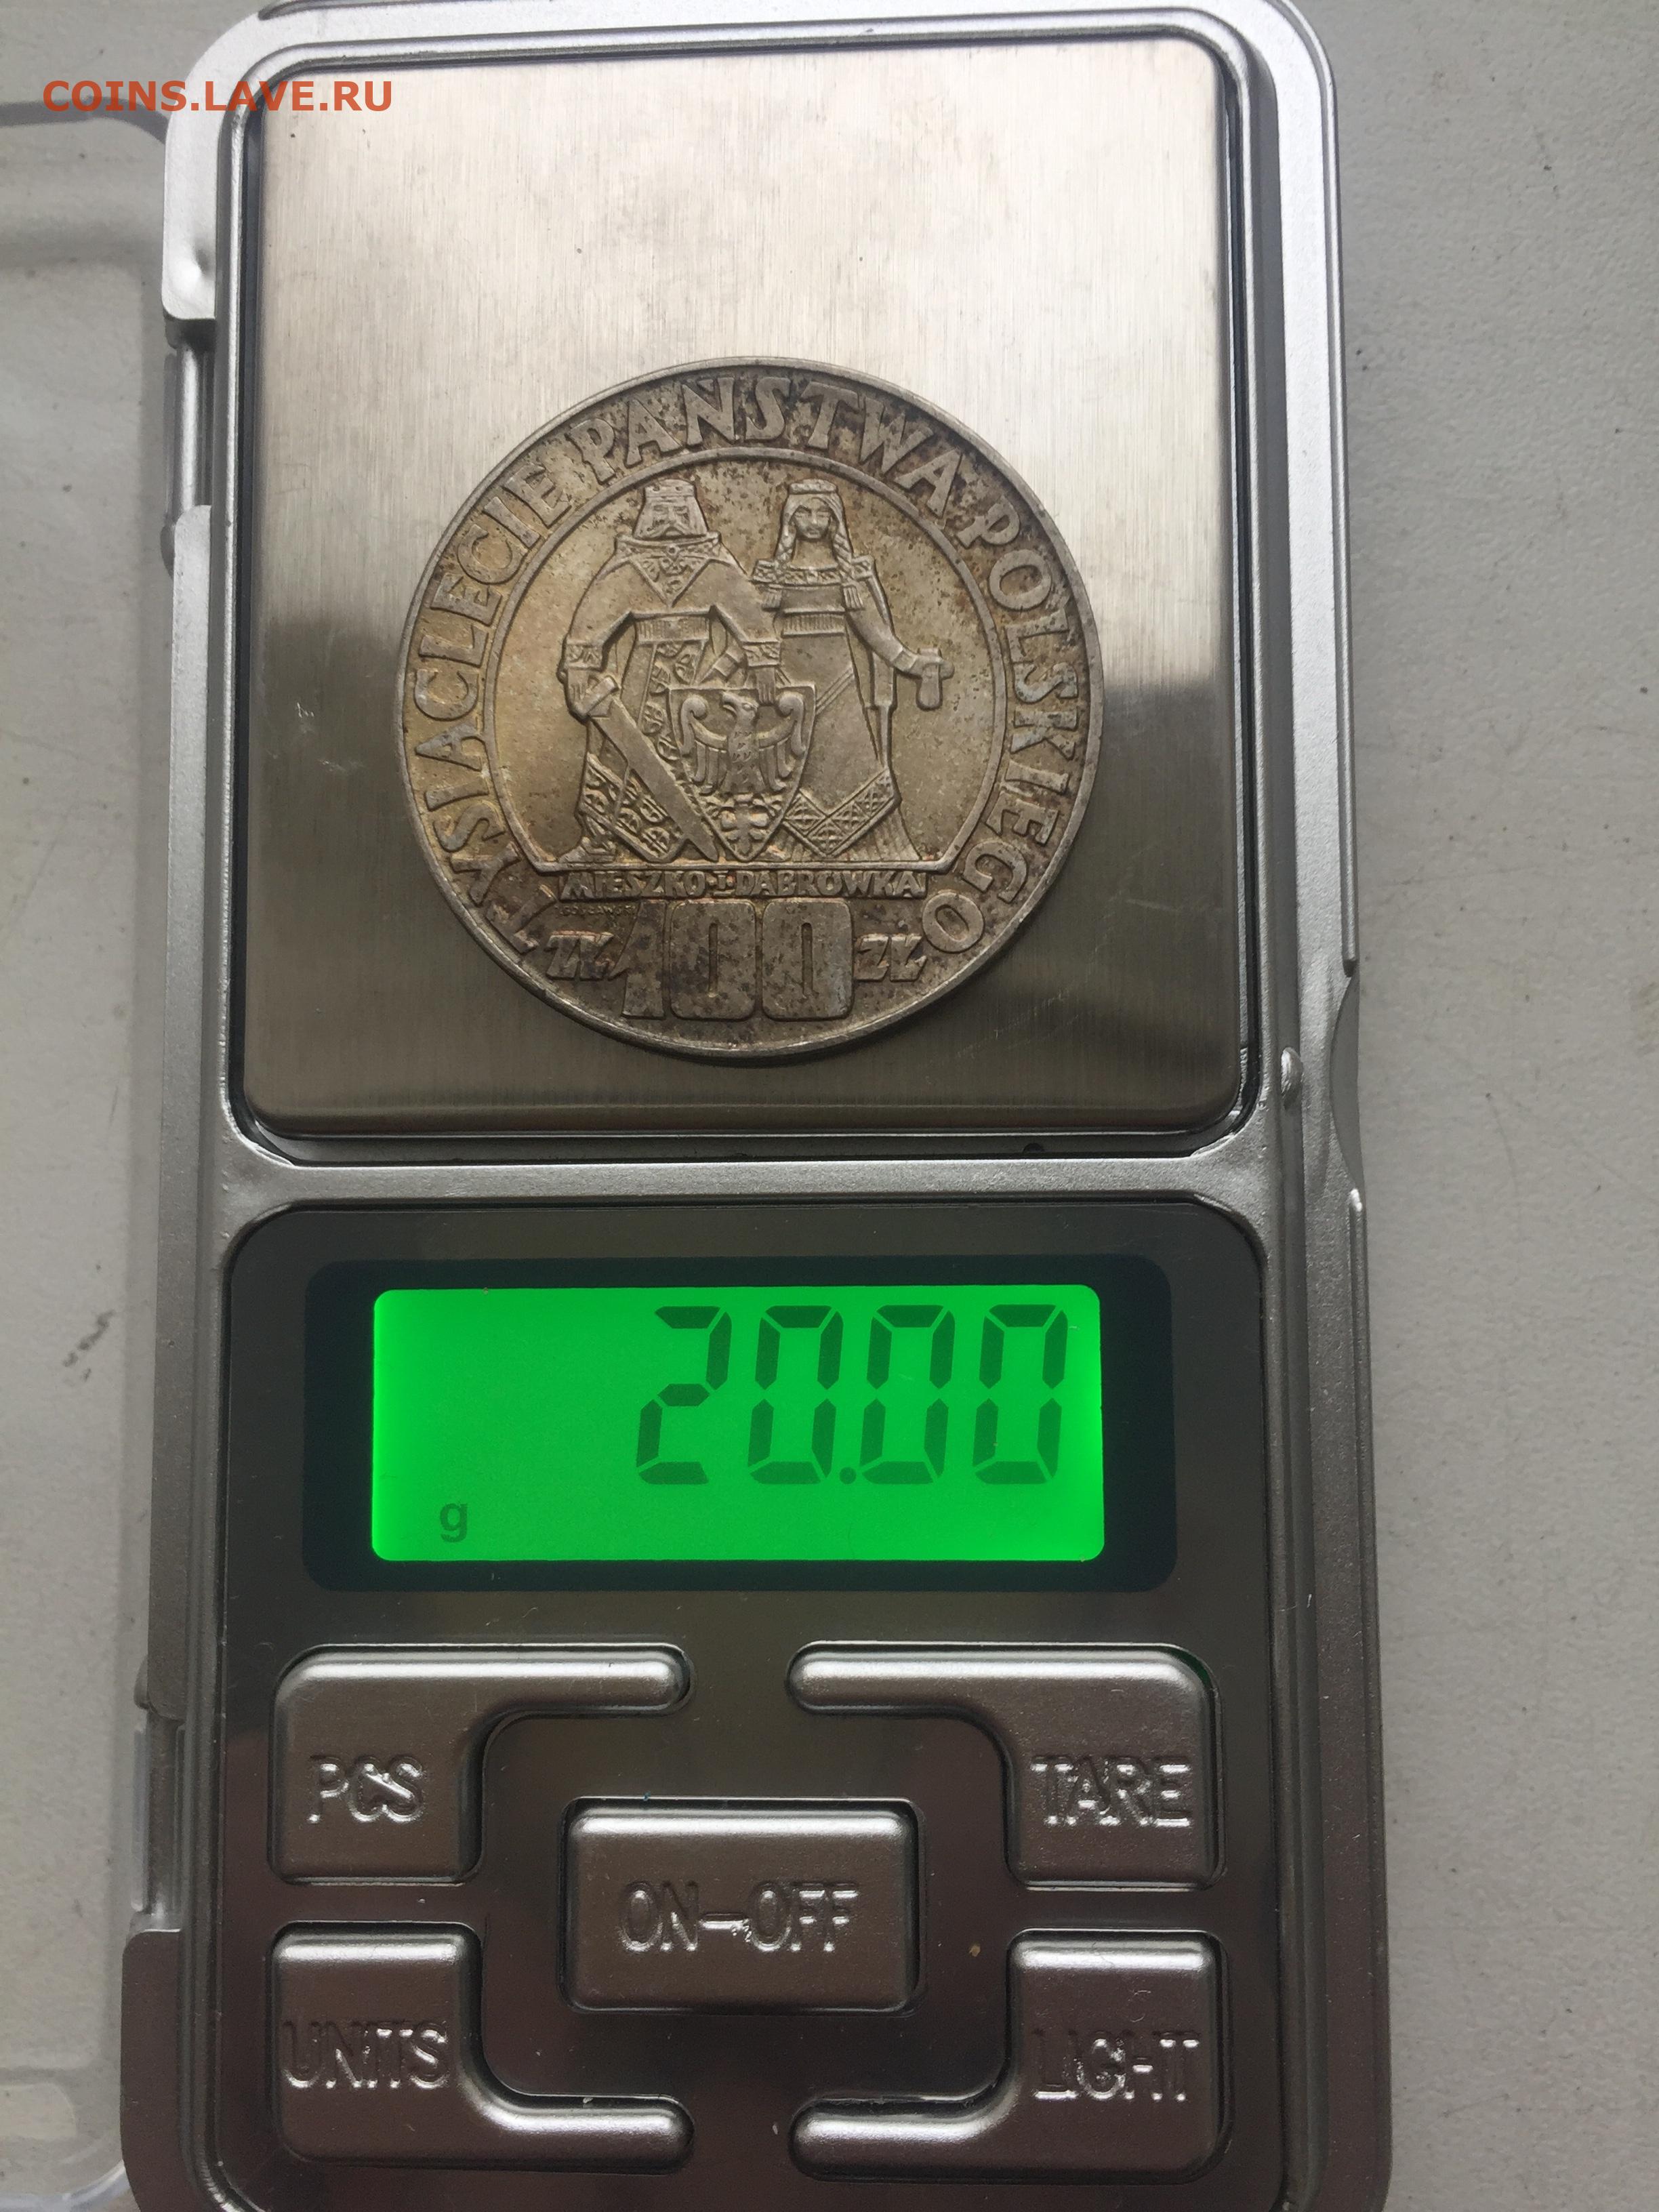 COINS.LAVE.RU
TYSIĄCLECIE PAŃSTWA POLSKIEGO
MIESZKO·I·DĄBRÓWKA
ZŁ 100 ZŁ
20.00
g
PCS
TARE
ON-OFF
UNITS
LIGHT